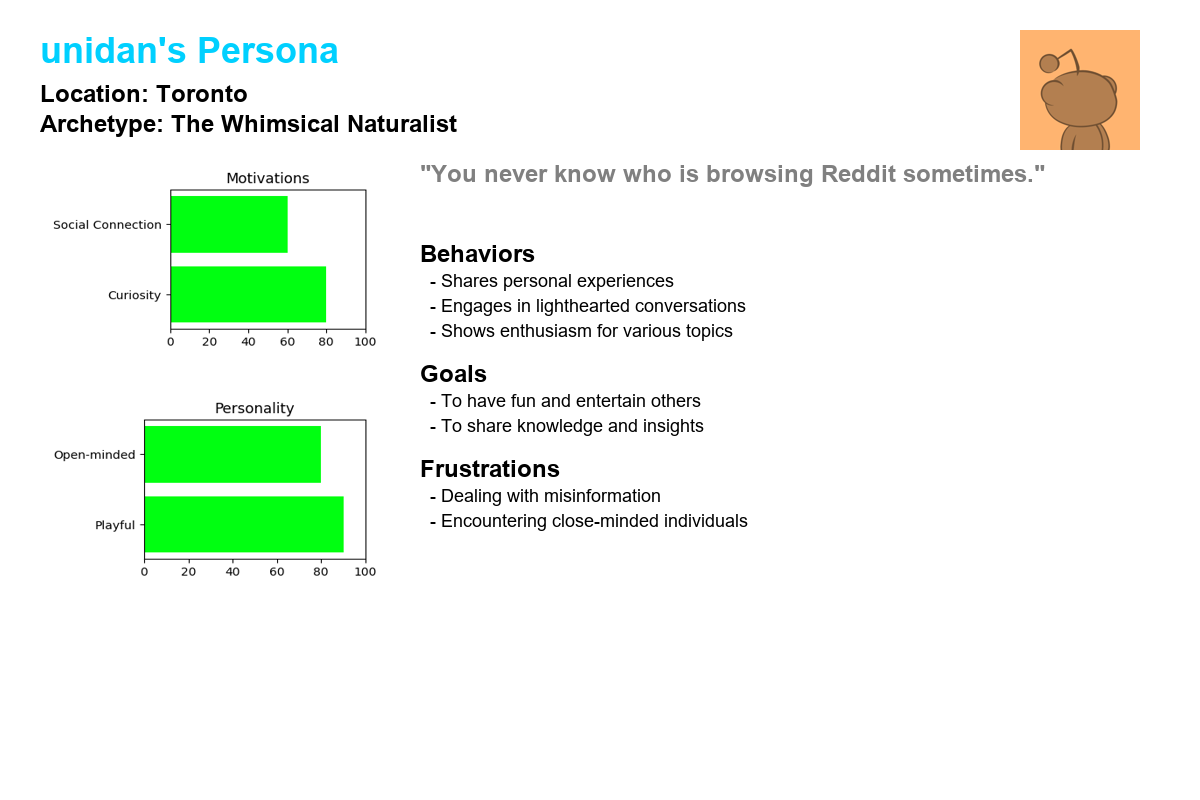 unidan's Persona
Location: Toronto
Archetype: The Whimsical Naturalist
Motivations
Social Connection
Curiosity
0 20 40 60 80 100
Personality
Open-minded
Playful
0 20 40 60 80 100
"You never know who is browsing Reddit sometimes."
Behaviors
- Shares personal experiences
- Engages in lighthearted conversations
- Shows enthusiasm for various topics
Goals
- To have fun and entertain others
- To share knowledge and insights
Frustrations
- Dealing with misinformation
- Encountering close-minded individuals